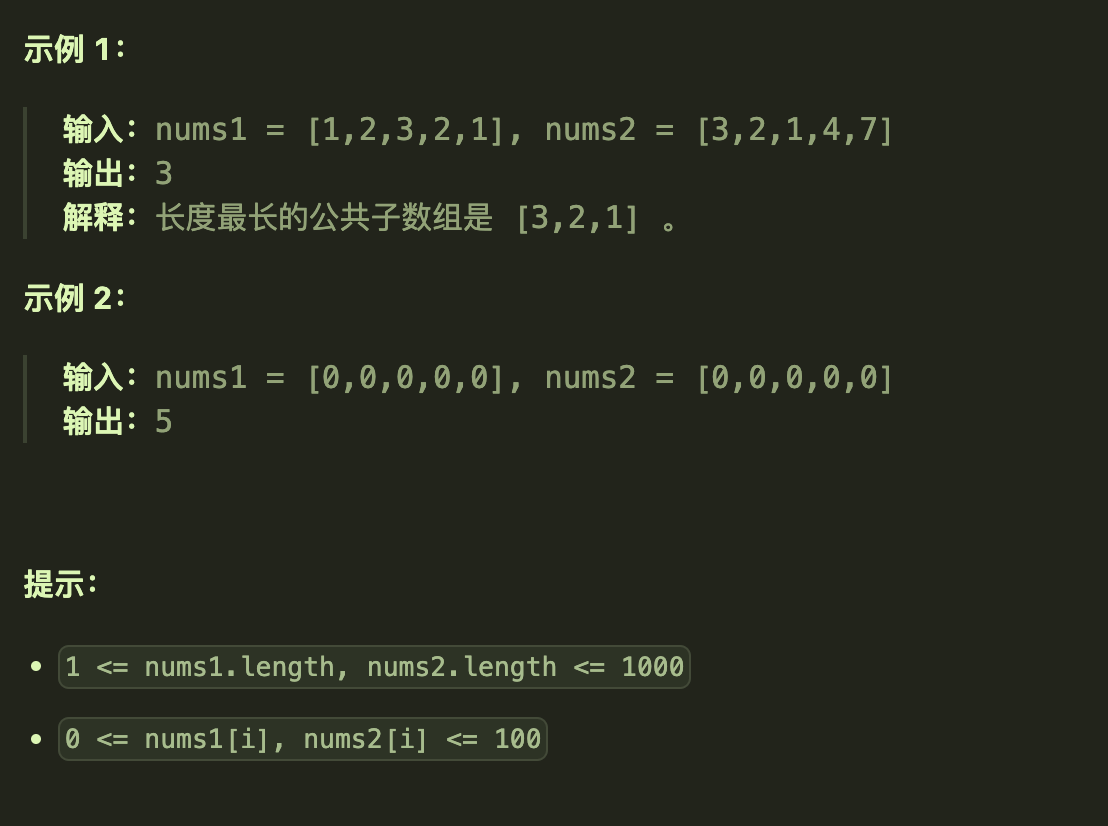 示例 1：
输入：nums1 = [1,2,3,2,1], nums2 = [3,2,1,4,7]
输出：3
解释：长度最长的公共子数组是 [3,2,1] 。
示例 2：
输入：nums1 = [0,0,0,0,0], nums2 = [0,0,0,0,0]
输出：5
提示：
• 1 <= nums1.length, nums2.length <= 1000
• 0 <= nums1[i], nums2[i] <= 100